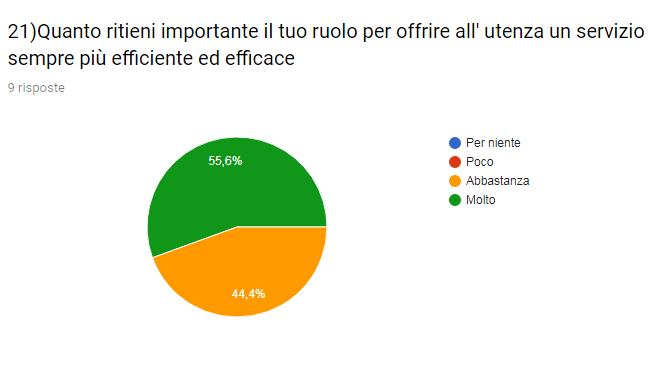 21)Quanto ritieni importante il tuo ruolo per offrire all' utenza un servizio
sempre più efficiente ed efficace
9 risposte
55,6%
44,4%
Per niente
Poco
Abbastanza
Molto